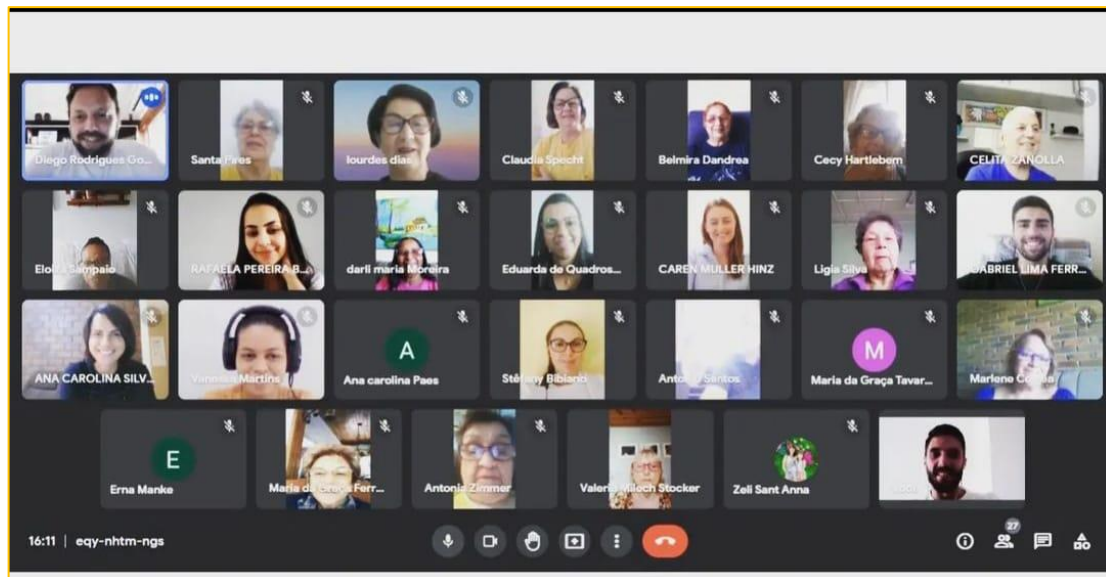 Diego Rodrigues Go...
Santa Pires
lourdes dias
Claudia Specht
Belmira Dandrea
Cecy Hartlebem
CELITA ZANOLLA
Eloisa Sampaio
RAFAELA PEREIRA B...
darli maria Moreira
Eduarda de Quadros...
CAREN MULLER HINZ
Ligia Silva
GABRIEL LIMA FERR...
ANA CAROLINA SILV...
Vanessa Martins
A
Ana carolina Paes
Stéfany Bibiano
Antonio Santos
M
Maria da Graça Tavar...
Marlene Correa
E
Erna Manke
Maria da Graça Ferr...
Antonia Zimmer
Valeria Milech Stocker
Zeli Sant Anna
16:11 | eqy-nhtm-ngs
27